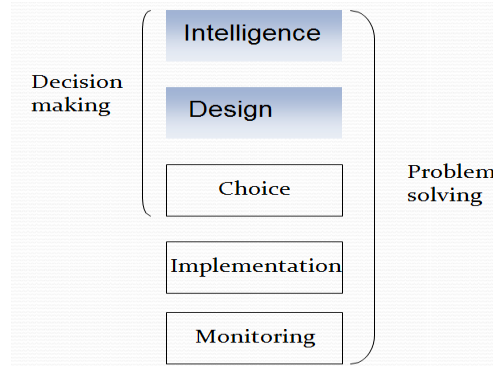 Intelligence
Decision
making
Design
Choice
Problem
solving
Implementation
Monitoring